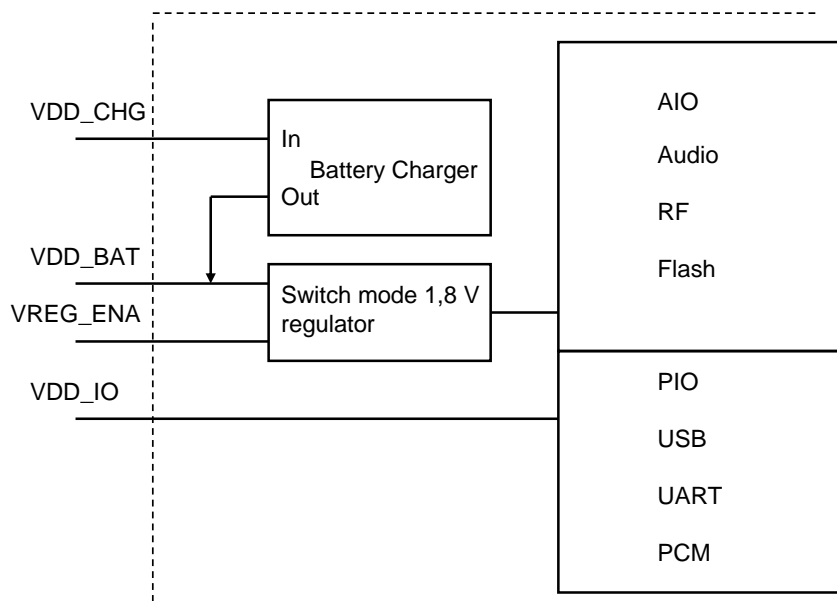 VDD_CHG
In
Battery Charger
Out
VDD_BAT
VREG_ENA
Switch mode 1,8 V
regulator
VDD_IO
AIO
Audio
RF
Flash
PIO
USB
UART
PCM